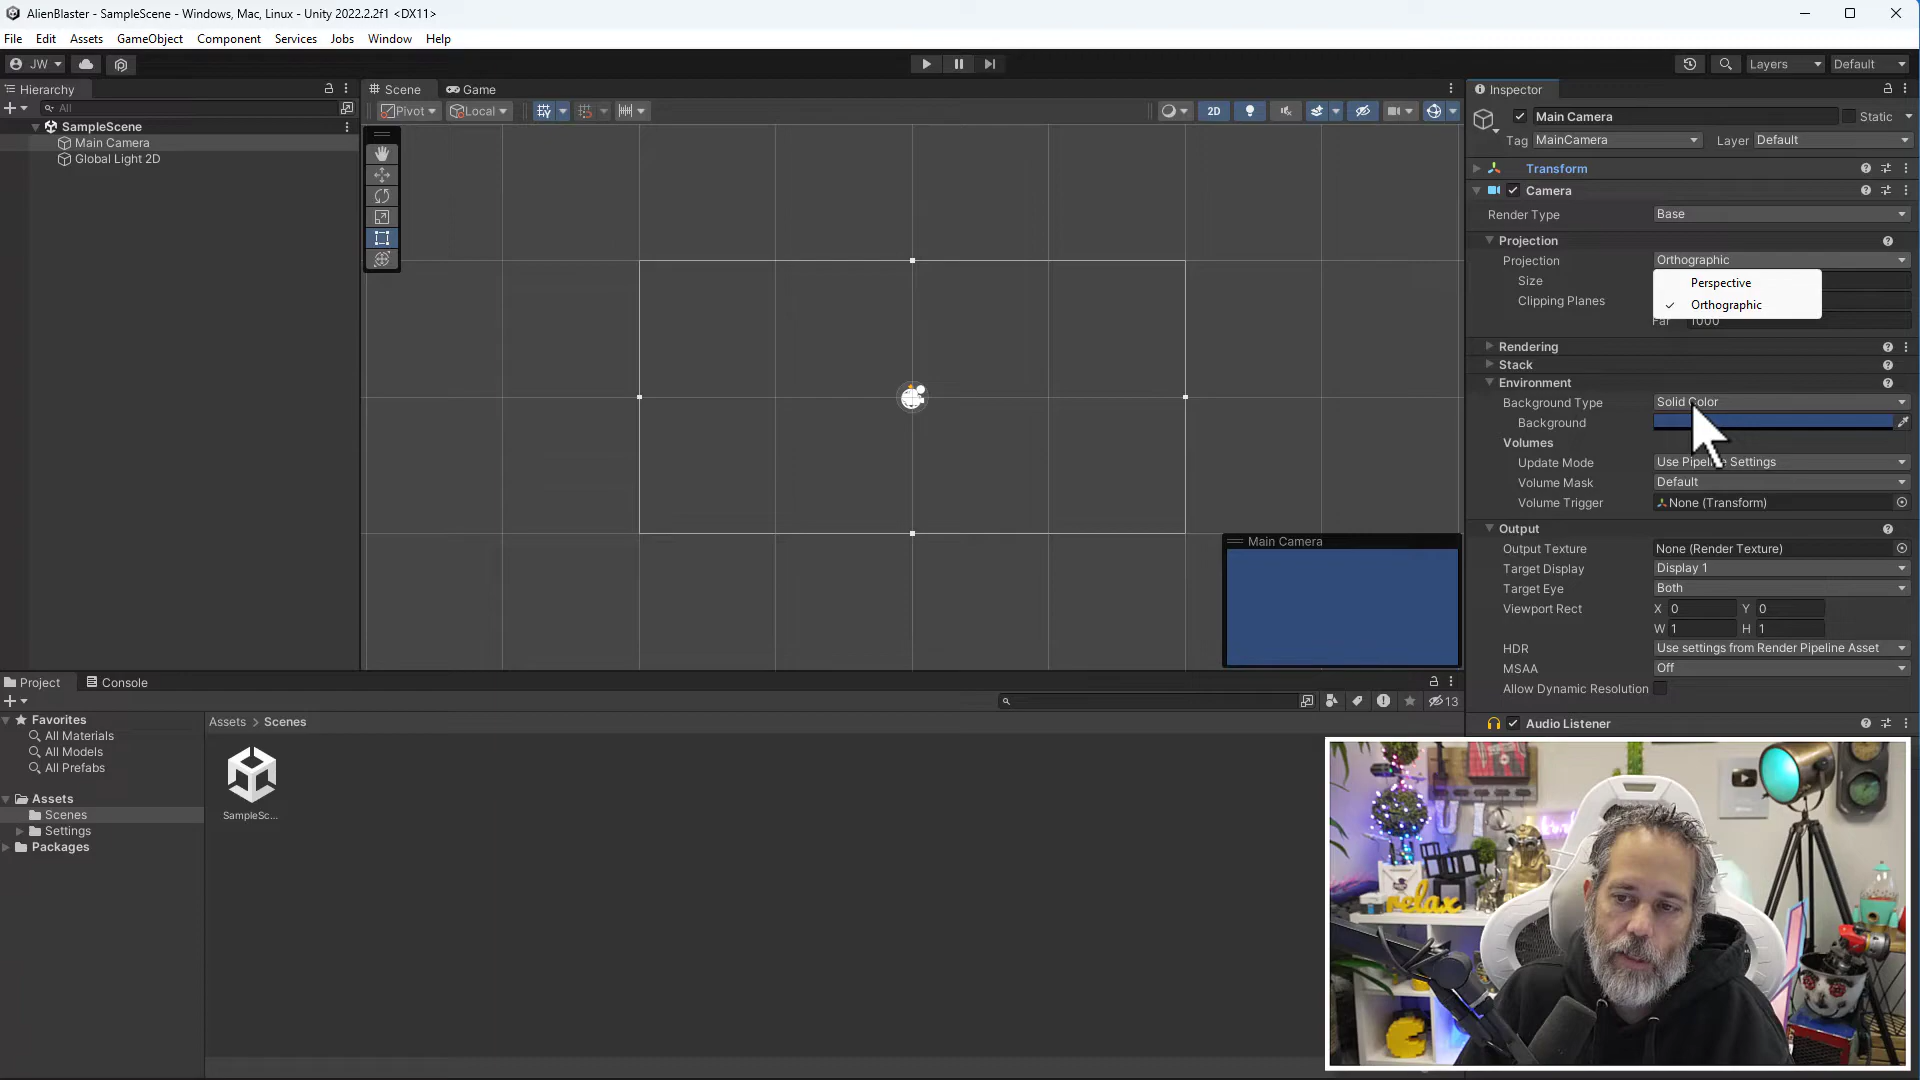 AlienBlaster - SampleScene - Windows, Mac, Linux - Unity 2022.2.2f1 <DX11>
File Edit Assets GameObject Component Services Jobs Window Help
JW Layers Default
Hierarchy
All
SampleScene
Main Camera
Global Light 2D
Scene Game
Pivot Local 2D
Main Camera
Inspector
Main Camera Static
Tag MainCamera Layer Default
Transform
Camera
Render Type Base
Projection
Projection Orthographic
Size
Perspective
Clipping Planes
Orthographic
Far 1000
Rendering
Stack
Environment
Background Type Solid Color
Background
Volumes
Update Mode Use Pipeline Settings
Volume Mask Default
Volume Trigger None (Transform)
Output
Output Texture None (Render Texture)
Target Display Display 1
Target Eye Both
Viewport Rect X 0 Y 0
W 1 H 1
HDR Use settings from Render Pipeline Asset
MSAA Off
Allow Dynamic Resolution
Audio Listener
Project Console
13
Favorites
All Materials
All Models
All Prefabs
Assets
Scenes
Settings
Packages
Assets > Scenes
SampleSc...
relax